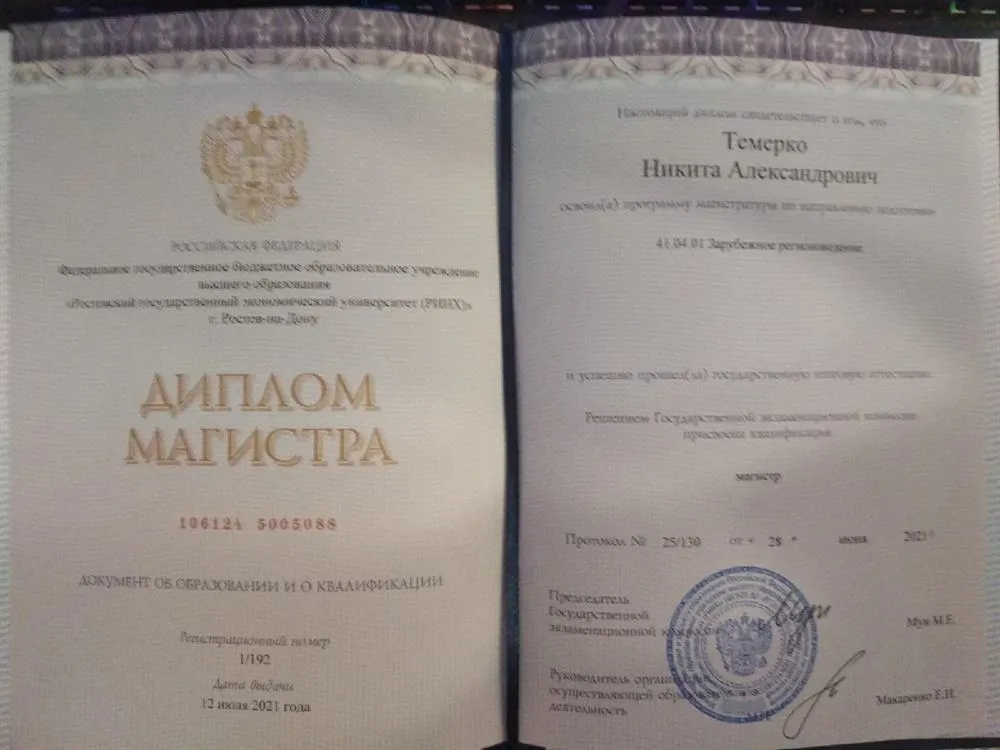 РОССИЙСКАЯ ФЕДЕРАЦИЯ
Федеральное государственное бюджетное образовательное учреждение
высшего образования
«Ростовский государственный экономический университет (РИНХ)»
г. Ростов-на-Дону
ДИПЛОМ
МАГИСТРА
106124 5005088
ДОКУМЕНТ ОБ ОБРАЗОВАНИИ И О КВАЛИФИКАЦИИ
Регистрационный номер
1/192
Дата выдачи
12 июля 2021 года
Настоящий диплом свидетельствует о том, что
Темерко
Никита Александрович
освоил(а) программу магистратуры по направлению подготовки
41.04.01 Зарубежное регионоведение
и успешно прошел(ла) государственную итоговую аттестацию.
Решением Государственной экзаменационной комиссии
присвоена квалификация
магистр
Протокол № 25/130 от « 28 » июня 2021 г.
Председатель
Государственной
экзаменационной комиссии
Мун М.Е.
Руководитель организации,
осуществляющей образовательную
деятельность
Макаренко Е.Н.
М.П.